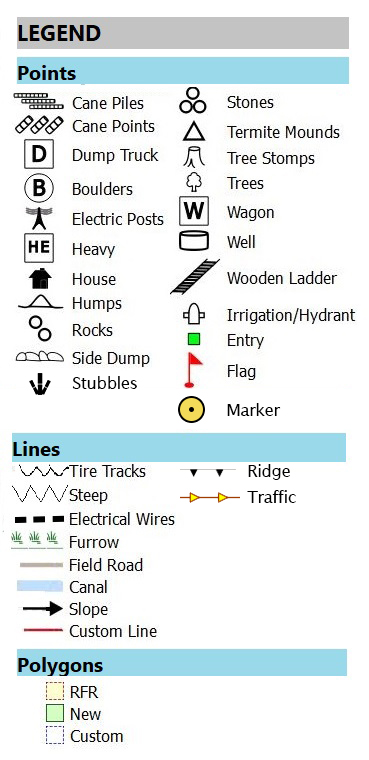 LEGEND
Points
Cane Piles
Cane Points
D Dump Truck
B Boulders
Electric Posts
HE Heavy
House
Humps
Rocks
Side Dump
Stubbles
Stones
Termite Mounds
Tree Stomps
Trees
W Wagon
Well
Wooden Ladder
Irrigation/Hydrant
Entry
Flag
Marker
Lines
Tire Tracks
Steep
Electrical Wires
Furrow
Field Road
Canal
Slope
Custom Line
Ridge
Traffic
Polygons
RFR
New
Custom